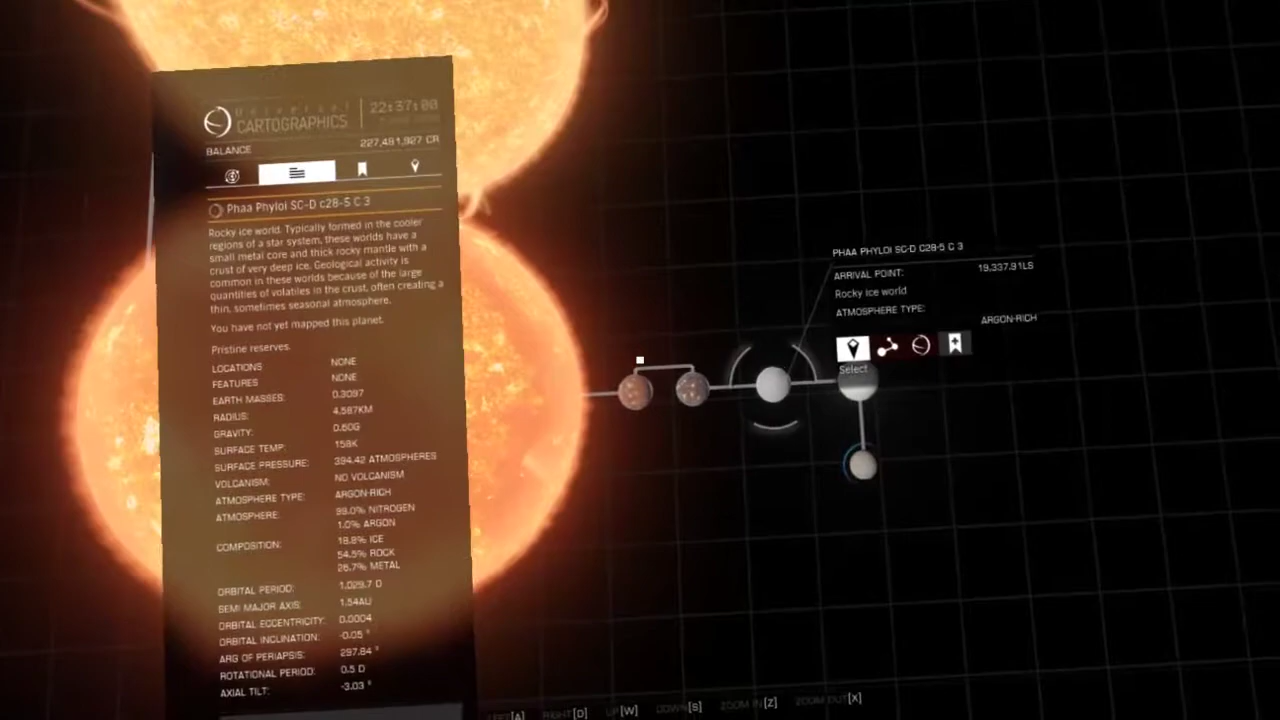 Universal
CARTOGRAPHICS
22:37:00
BALANCE 227,481,927 CR
Phaa Phyloi SC-D c28-5 C 3
Rocky ice world. Typically formed in the cooler
regions of a star system, these worlds have a
small metal core and thick rocky mantle with a
crust of very deep ice. Geological activity is
common in these worlds because of the large
quantities of volatiles in the crust, often creating a
thin, sometimes seasonal atmosphere.
You have not yet mapped this planet.
Pristine reserves.
LOCATIONS NONE
FEATURES NONE
EARTH MASSES: 0.3097
RADIUS: 4,587KM
GRAVITY: 0.60G
SURFACE TEMP: 158K
SURFACE PRESSURE: 394.42 ATMOSPHERES
VOLCANISM: NO VOLCANISM
ATMOSPHERE TYPE: ARGON-RICH
ATMOSPHERE: 99.0% NITROGEN
1.0% ARGON
COMPOSITION: 18.8% ICE
54.5% ROCK
26.7% METAL
ORBITAL PERIOD: 1,029.7 D
SEMI MAJOR AXIS: 1.54AU
ORBITAL ECCENTRICITY: 0.0004
ORBITAL INCLINATION: -0.05 °
ARG OF PERIAPSIS: 297.84 °
ROTATIONAL PERIOD: 0.5 D
AXIAL TILT: -3.03 °
PHAA PHYLOI SC-D C28-5 C 3
ARRIVAL POINT: 19,337.91LS
Rocky ice world
ATMOSPHERE TYPE:
ARGON-RICH
Select
LEFT[A] RIGHT[D] UP[W] DOWN[S] ZOOM IN[Z] ZOOM OUT[X]